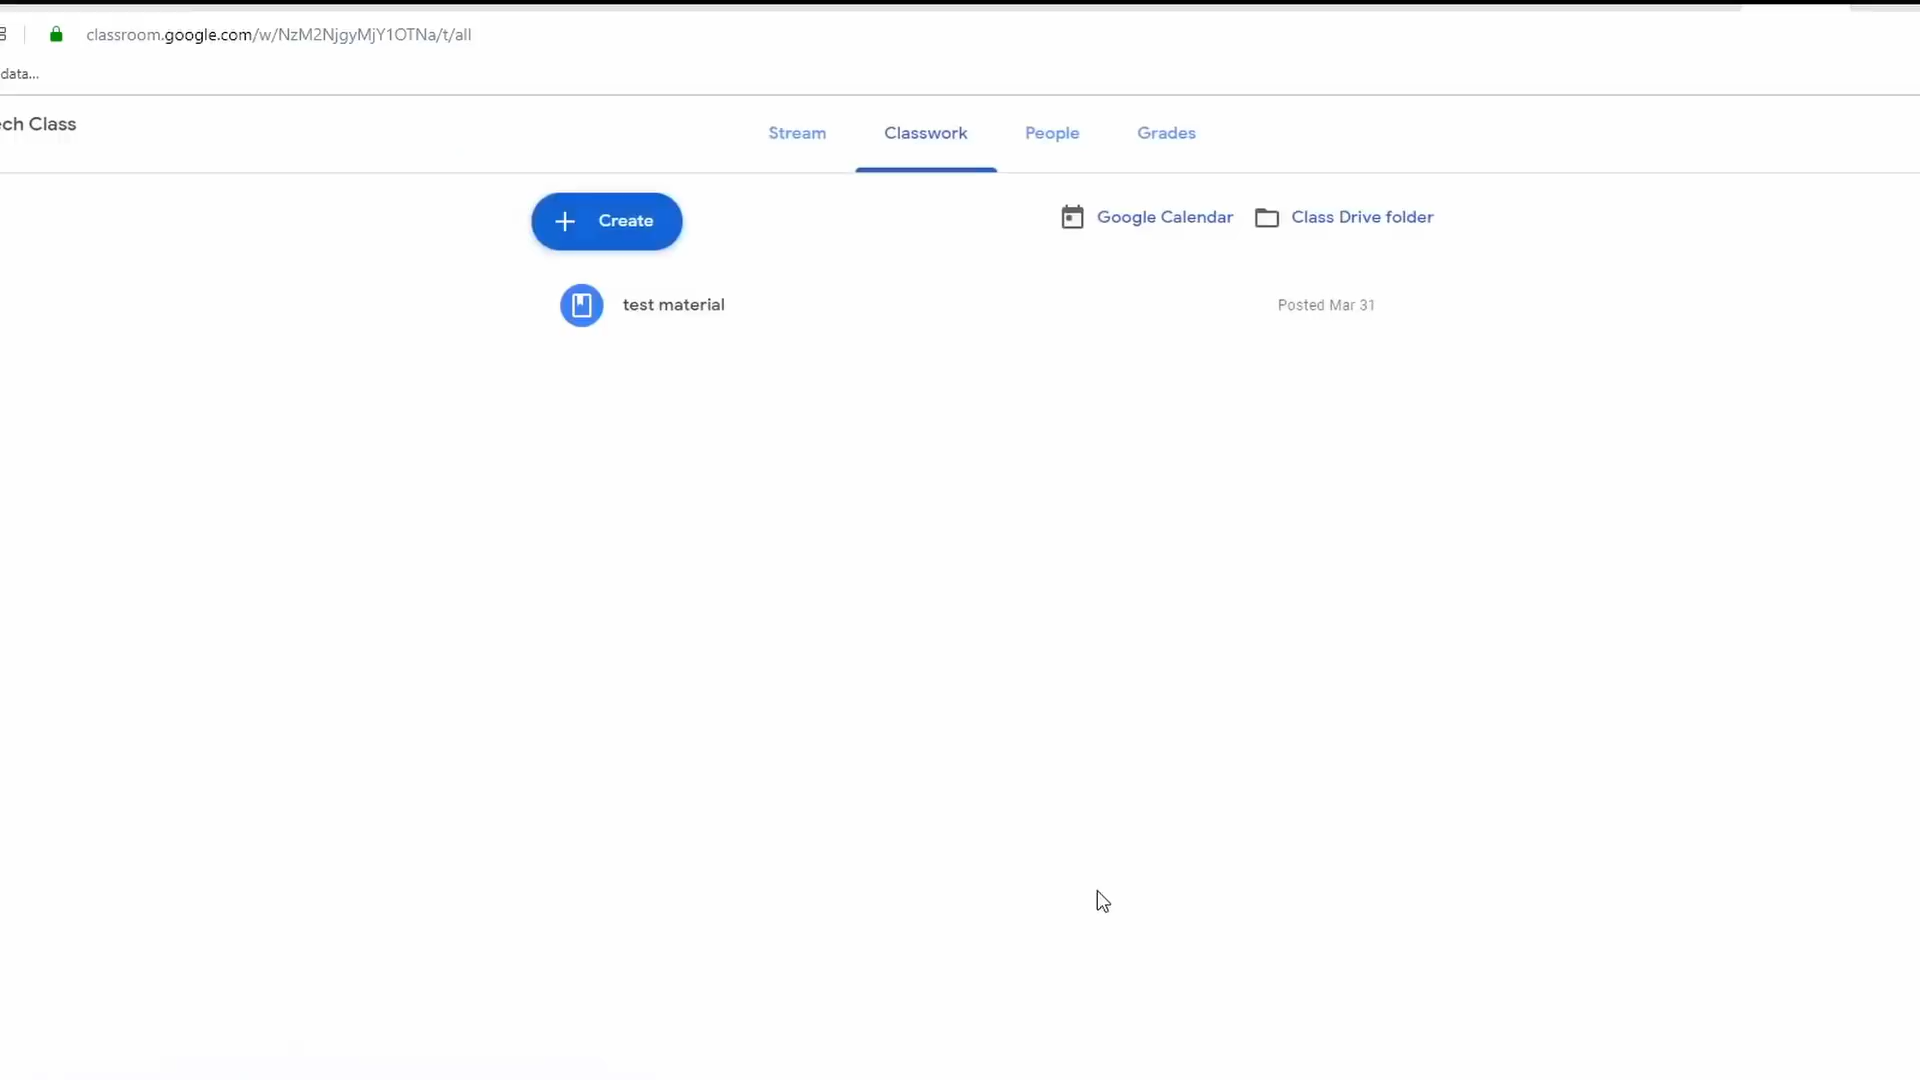 classroom.google.com/w/NzM2NjgyMjY1OTNa/t/all
data...
ech Class
Stream Classwork People Grades
Create Google Calendar Class Drive folder
test material Posted Mar 31